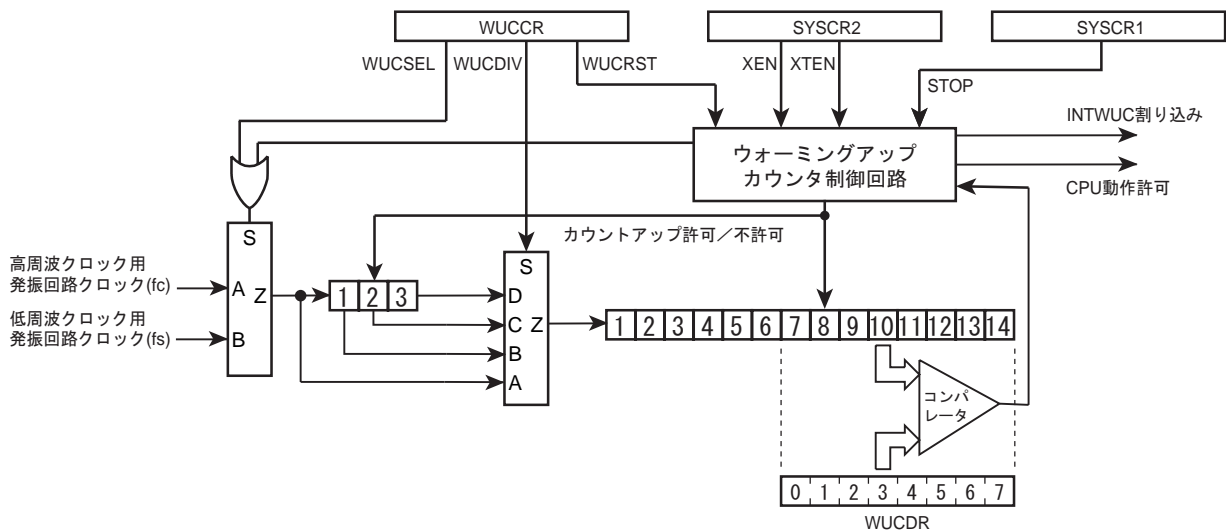 WUCCR
SYSCR2
SYSCR1
WUCSEL
WUCDIV
WUCRST
XEN
XTEN
STOP
INTWUC割り込み
ウォーミングアップ
カウンタ制御回路
CPU動作許可
S
カウントアップ許可／不許可
高周波クロック用
発振回路クロック(fc)
A
Z
低周波クロック用
発振回路クロック(fs)
B
1 2 3
S
D
C
Z
B
A
1 2 3 4 5 6 7 8 9 10 11 12 13 14
コンパ
レータ
0 1 2 3 4 5 6 7
WUCDR